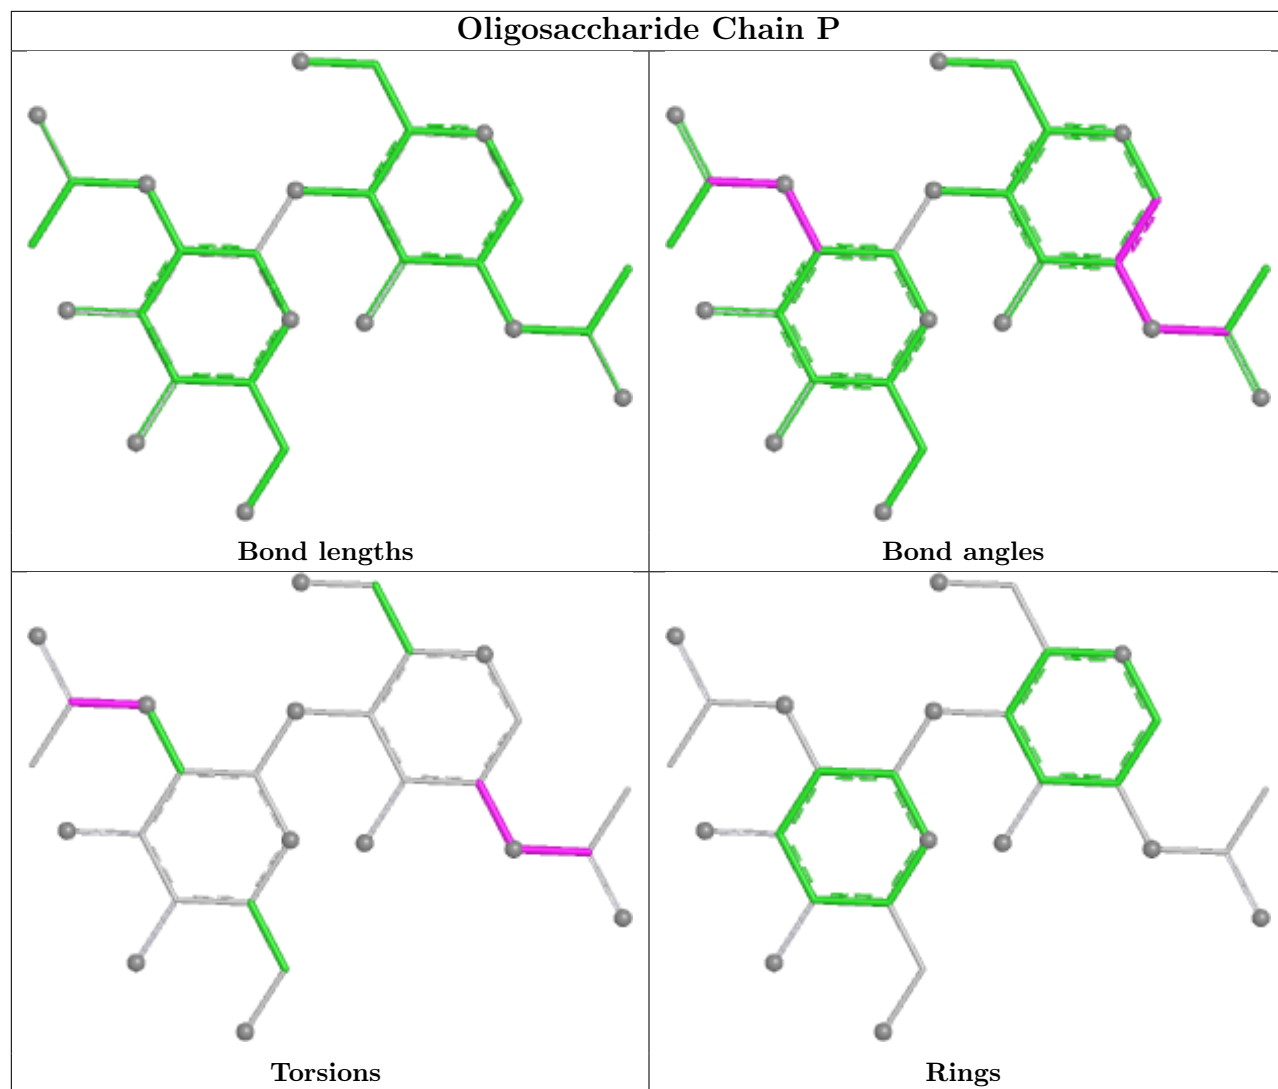 Oligosaccharide Chain P
Bond lengths
Bond angles
Torsions
Rings